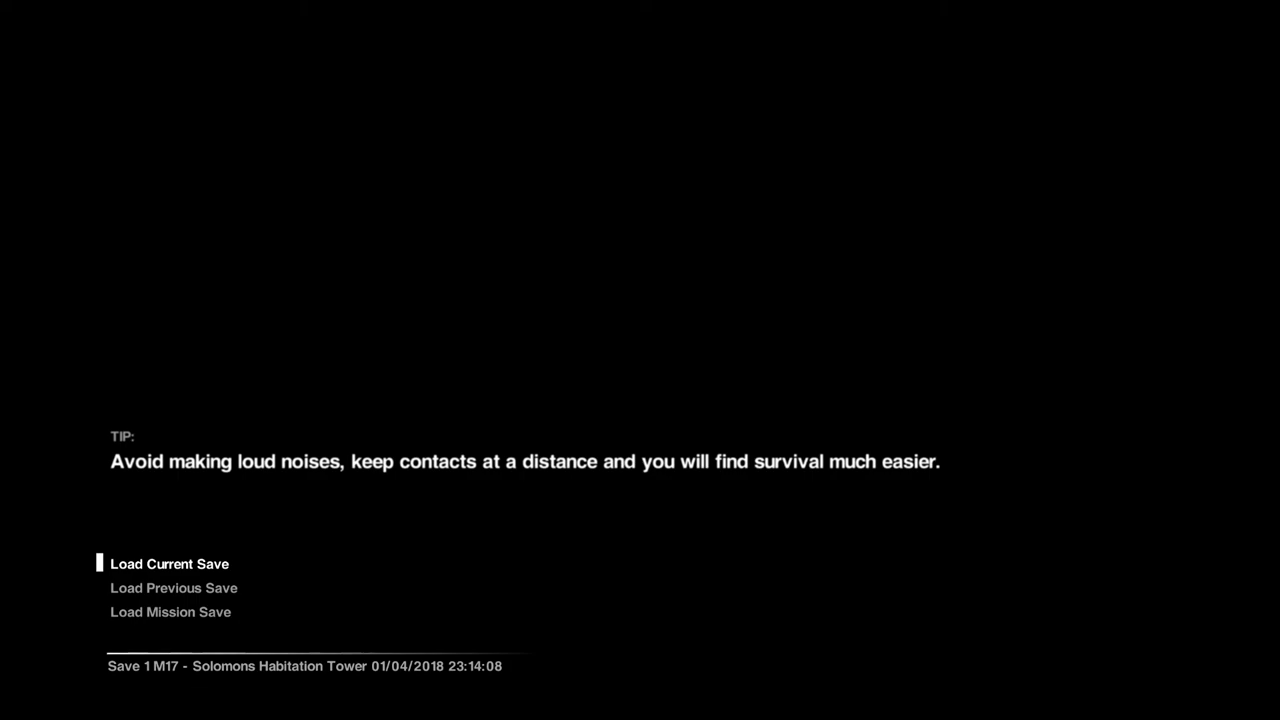 TIP:
Avoid making loud noises, keep contacts at a distance and you will find survival much easier.
Load Current Save
Load Previous Save
Load Mission Save
Save 1 M17 - Solomons Habitation Tower 01/04/2018 23:14:08